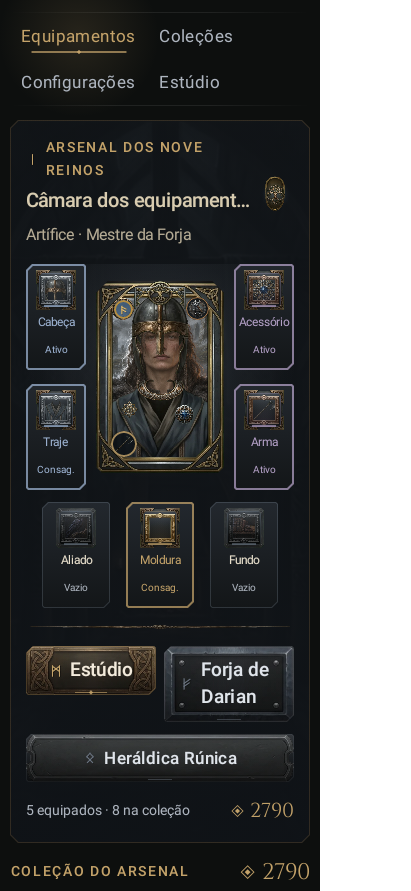 Equipamentos Coleções
Configurações Estúdio
ARSENAL DOS NOVE
REINOS
Câmara dos equipament...
Artífice · Mestre da Forja
Cabeça
Ativo
Acessório
Ativo
Traje
Consag.
Arma
Ativo
Aliado
Vazio
Moldura
Consag.
Fundo
Vazio
ᛗ Estúdio
ᚠ Forja de
Darian
ᛟ Heráldica Rúnica
5 equipados · 8 na coleção 2790
COLEÇÃO DO ARSENAL 2790